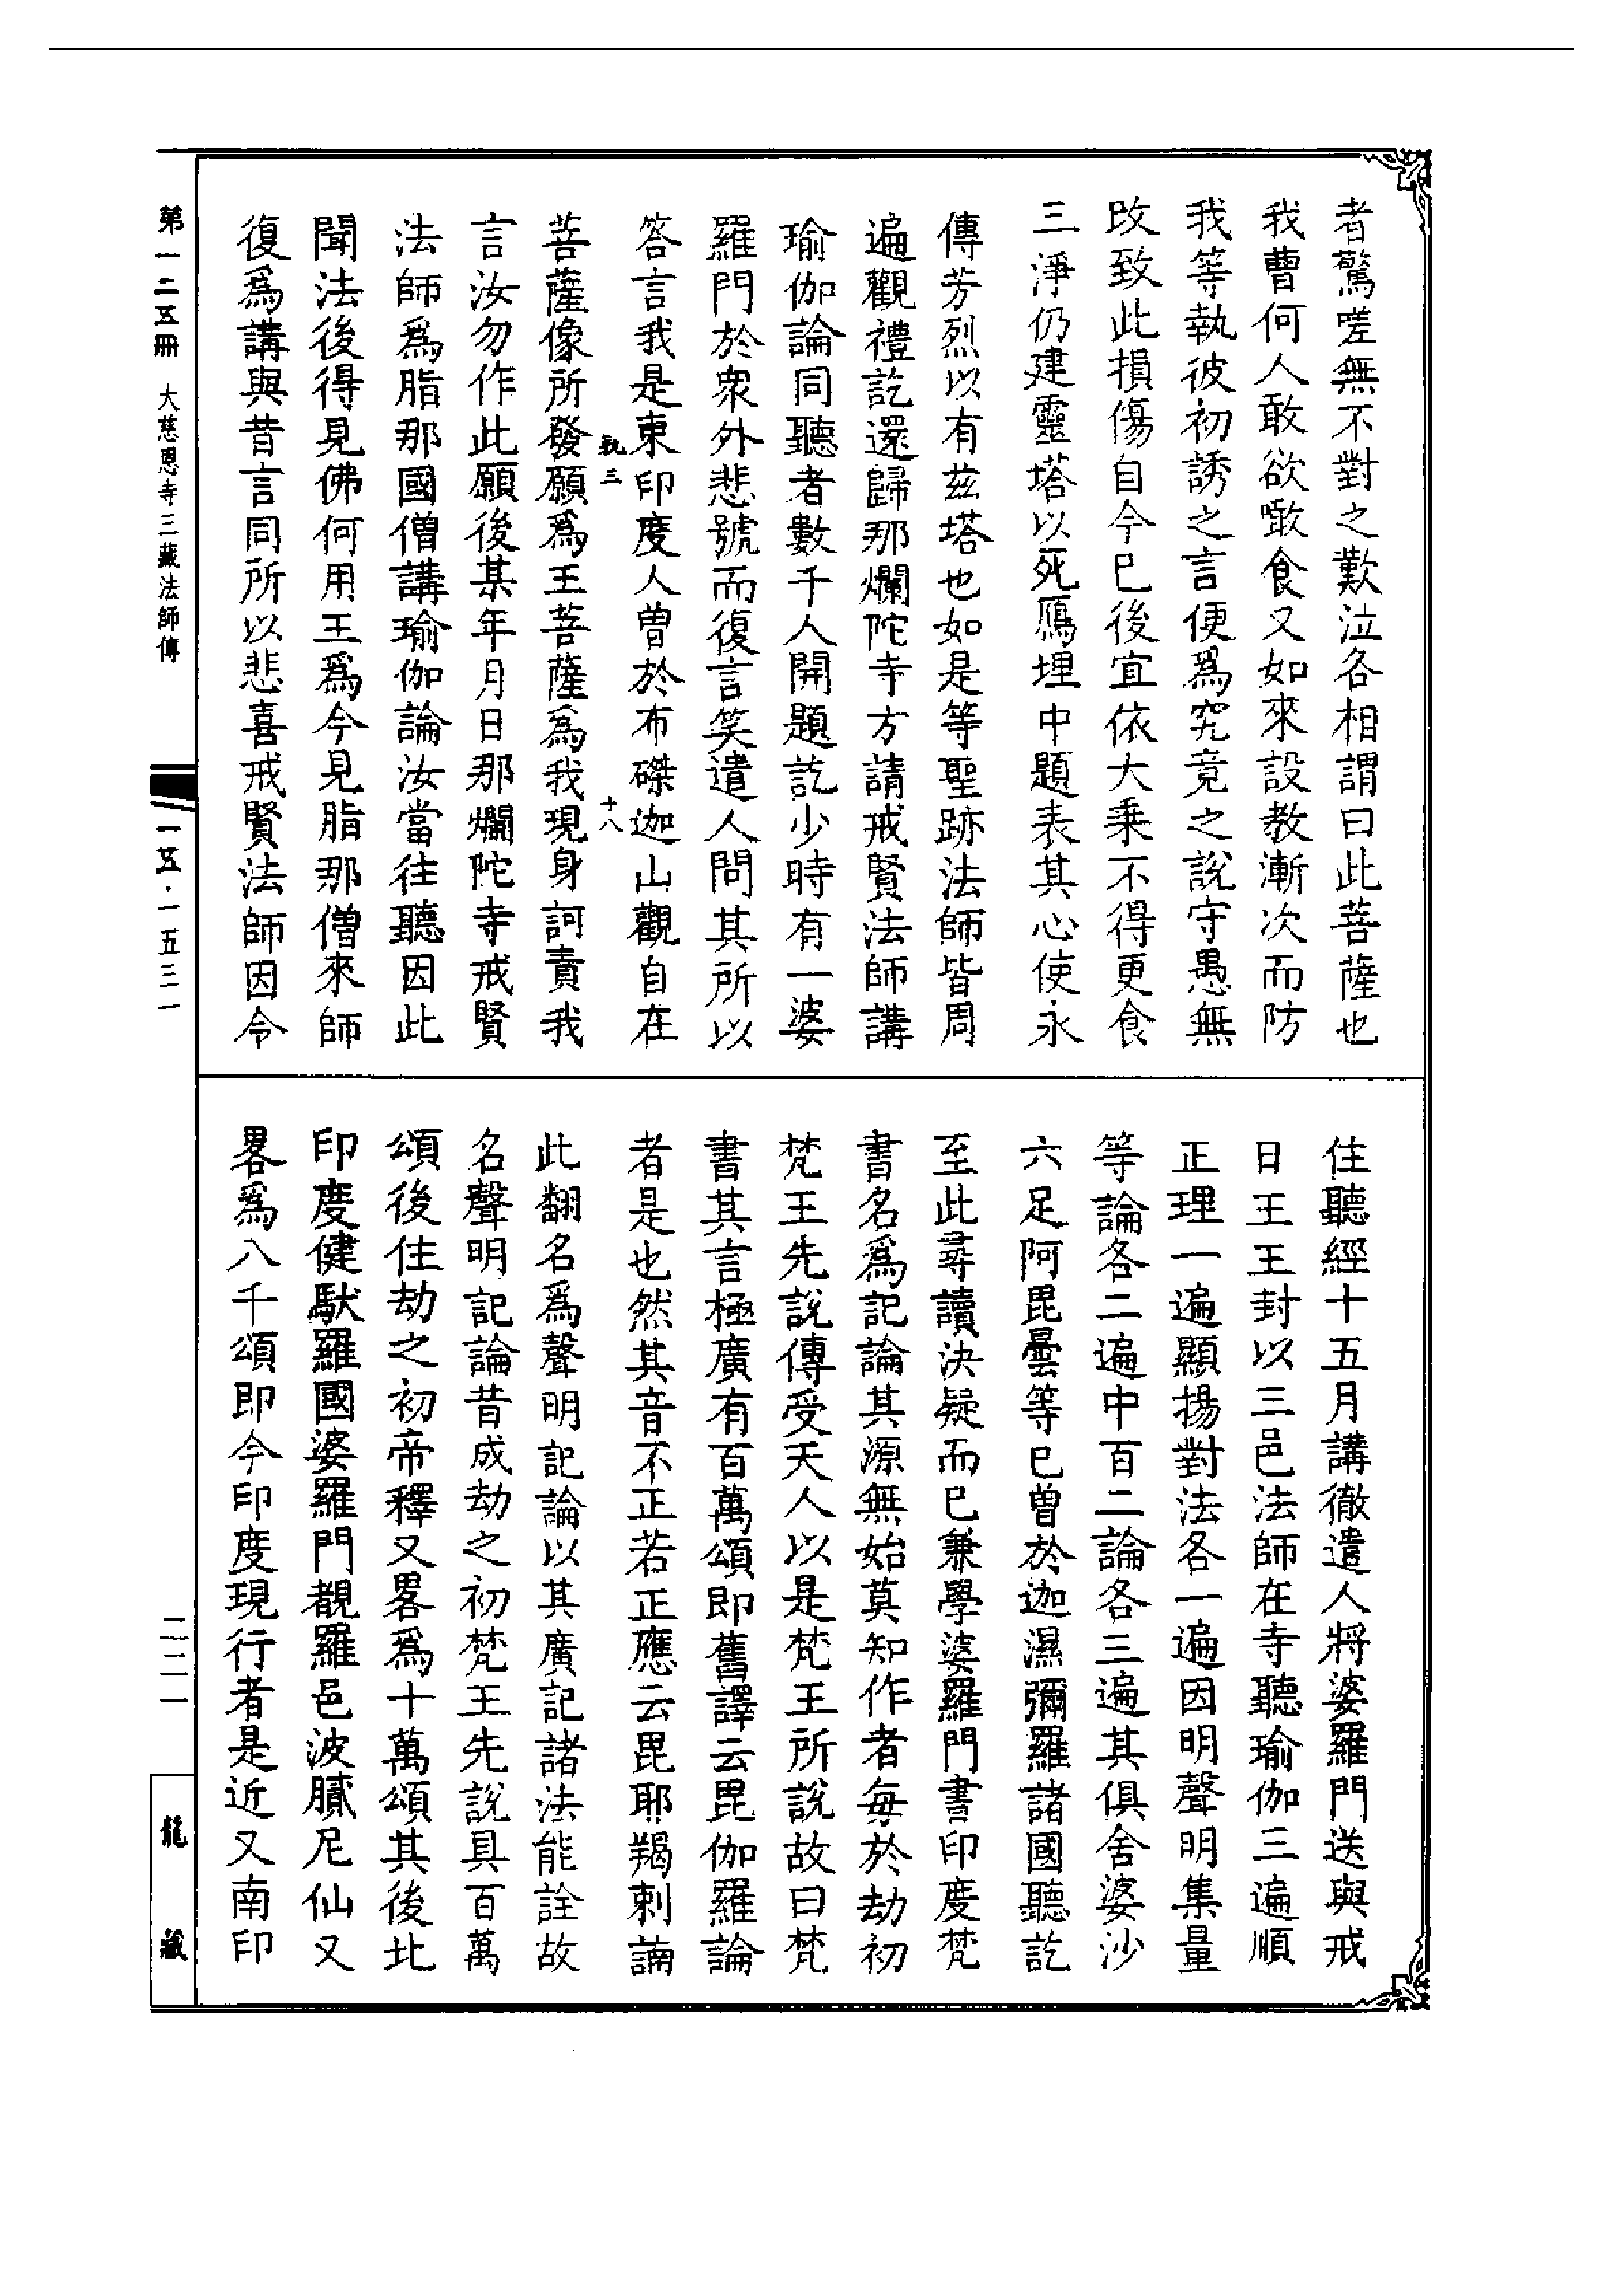 者驚嗟無不對之歎泣各相謂曰此菩薩也
我曹何人敢欲噉食又如來設教漸次而防
我等執彼初誘之言便爲究竟之說守愚無
改致此損傷自今已後宜依大乘不得更食
三淨仍建靈塔以死鴈埋中題表其心使永
傳芳烈以有茲塔也如是等聖跡法師皆周
遍觀禮訖還歸那爛陀寺方請戒賢法師講
瑜伽論同聽者數千人開題訖少時有一婆
羅門於衆外悲號而復言笑遣人問其所以
答言我是東印度人曾於布磔迦山觀自在
執三 十八
菩薩像所發願爲王菩薩爲我現身訶責我
言汝勿作此願後某年月日那爛陀寺戒賢
法師爲脂那國僧講瑜伽論汝當往聽因此
聞法後得見佛何用王爲今見脂那僧來師
復爲講與昔言同所以悲喜戒賢法師因令
住聽經十五月講徹遣人將婆羅門送與戒
日王王封以三邑法師在寺聽瑜伽三遍順
正理一遍顯揚對法各一遍因明聲明集量
等論各二遍中百二論各三遍其俱舍婆沙
六足阿毘曇等已曾於迦濕彌羅諸國聽訖
至此尋讀決疑而已兼學婆羅門書印度梵
書名爲記論其源無始莫知作者每於劫初
梵王先說傳受天人以是梵王所說故曰梵
書其言極廣有百萬頌即舊譯云毘伽羅論
者是也然其音不正若正應云毘耶羯剌諵
此翻名爲聲明記論以其廣記諸法能詮故
名聲明記論昔成劫之初梵王先說具百萬
頌後住劫之初帝釋又畧爲十萬頌其後北
印度健馱羅國婆羅門覩羅邑波膩尼仙又
畧爲八千頌即今印度現行者是近又南印
第一二五冊 大慈恩寺三藏法師傳
一五·一五三一
二二一
龍藏